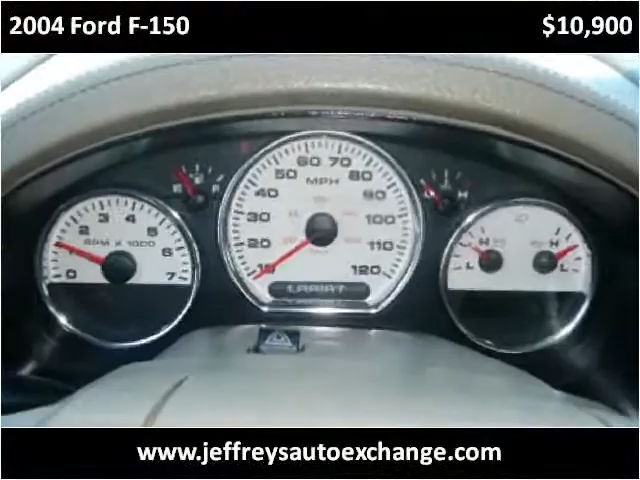 2004 Ford F-150
$10,900
60 70
50 80
MPH
40 90
30 100
20 110
10 120
LARIAT
E F
C H
3 4
2 5
1 6
RPM X 1000
0 7
H H
L L
www.jeffreysautoexchange.com